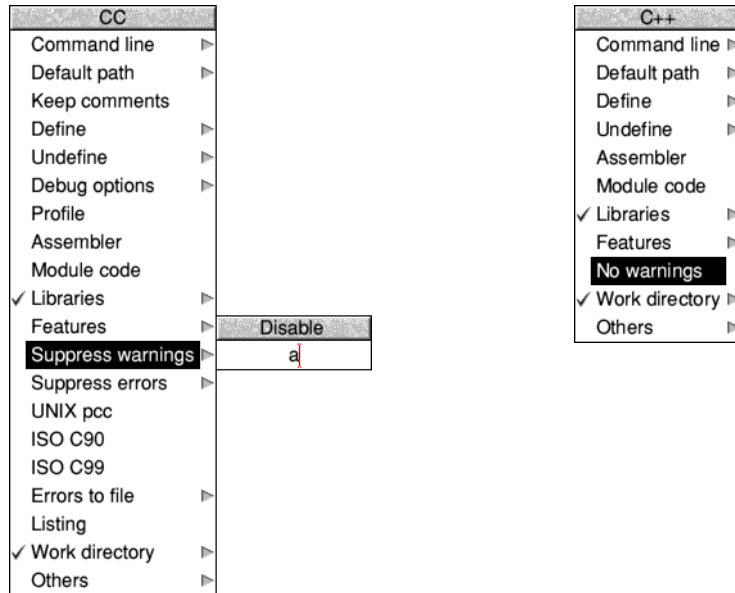 CC
Command line
Default path
Keep comments
Define
Undefine
Debug options
Profile
Assembler
Module code
✓ Libraries
Features
Suppress warnings
Suppress errors
UNIX pcc
ISO C90
ISO C99
Errors to file
Listing
✓ Work directory
Others
Disable
a
C++
Command line
Default path
Define
Undefine
Assembler
Module code
✓ Libraries
Features
No warnings
✓ Work directory
Others